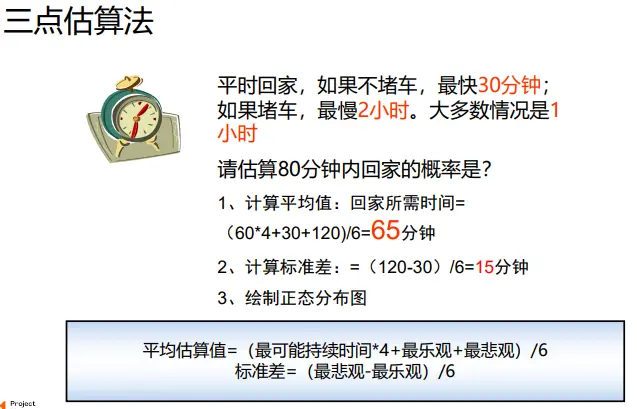 三点估算法
平时回家，如果不堵车，最快30分钟；
如果堵车，最慢2小时。大多数情况是1
小时
请估算80分钟内回家的概率是？
1、计算平均值：回家所需时间=
（60*4+30+120)/6=65分钟
2、计算标准差：=（120-30）/6=15分钟
3、绘制正态分布图
平均估算值=（最可能持续时间*4+最乐观+最悲观）/6
标准差=（最悲观-最乐观）/6
Project